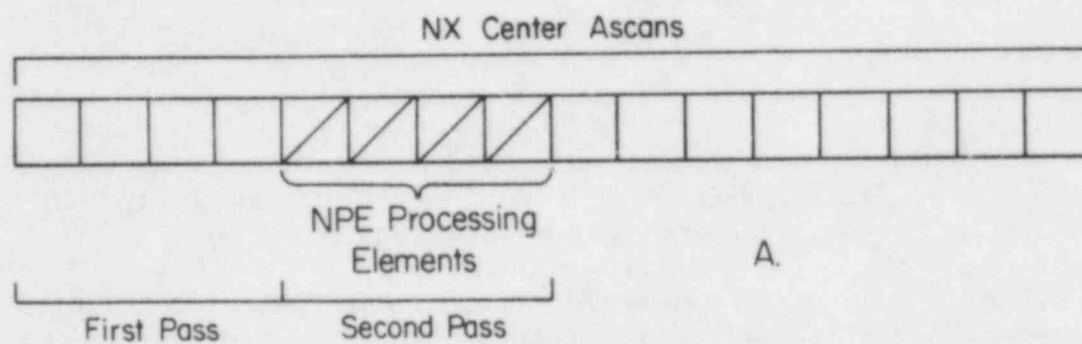 NX Center Ascans
NPE Processing
Elements
A.
First Pass
Second Pass